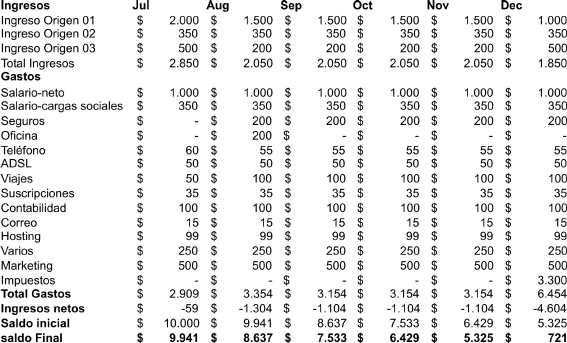 Ingresos Jul Aug Sep Oct Nov Dec
Ingreso Origen 01 $ 2.000 $ 1.500 $ 1.500 $ 1.500 $ 1.500 $ 1.000
Ingreso Origen 02 $ 350 $ 350 $ 350 $ 350 $ 350 $ 350
Ingreso Origen 03 $ 500 $ 200 $ 200 $ 200 $ 200 $ 500
Total Ingresos $ 2.850 $ 2.050 $ 2.050 $ 2.050 $ 2.050 $ 1.850
Gastos
Salario-neto $ 1.000 $ 1.000 $ 1.000 $ 1.000 $ 1.000 $ 1.000
Salario-cargas sociales $ 350 $ 350 $ 350 $ 350 $ 350 $ 350
Seguros $ - $ 200 $ 200 $ 200 $ 200 $ 200
Oficina $ - $ 200 $ - $ - $ - $ -
Teléfono $ 60 $ 55 $ 55 $ 55 $ 55 $ 55
ADSL $ 50 $ 50 $ 50 $ 50 $ 50 $ 50
Viajes $ 50 $ 100 $ 100 $ 100 $ 100 $ 100
Suscripciones $ 35 $ 35 $ 35 $ 35 $ 35 $ 35
Contabilidad $ 100 $ 100 $ 100 $ 100 $ 100 $ 100
Correo $ 15 $ 15 $ 15 $ 15 $ 15 $ 15
Hosting $ 99 $ 99 $ 99 $ 99 $ 99 $ 99
Varios $ 250 $ 250 $ 250 $ 250 $ 250 $ 250
Marketing $ 500 $ 500 $ 500 $ 500 $ 500 $ 500
Impuestos $ - $ - $ - $ - $ - $ 3.300
Total Gastos $ 2.909 $ 3.354 $ 3.154 $ 3.154 $ 3.154 $ 6.454
Ingresos netos $ -59 $ -1.304 $ -1.104 $ -1.104 $ -1.104 $ -4.604
Saldo inicial $ 10.000 $ 9.941 $ 8.637 $ 7.533 $ 6.429 $ 5.325
saldo Final $ 9.941 $ 8.637 $ 7.533 $ 6.429 $ 5.325 $ 721